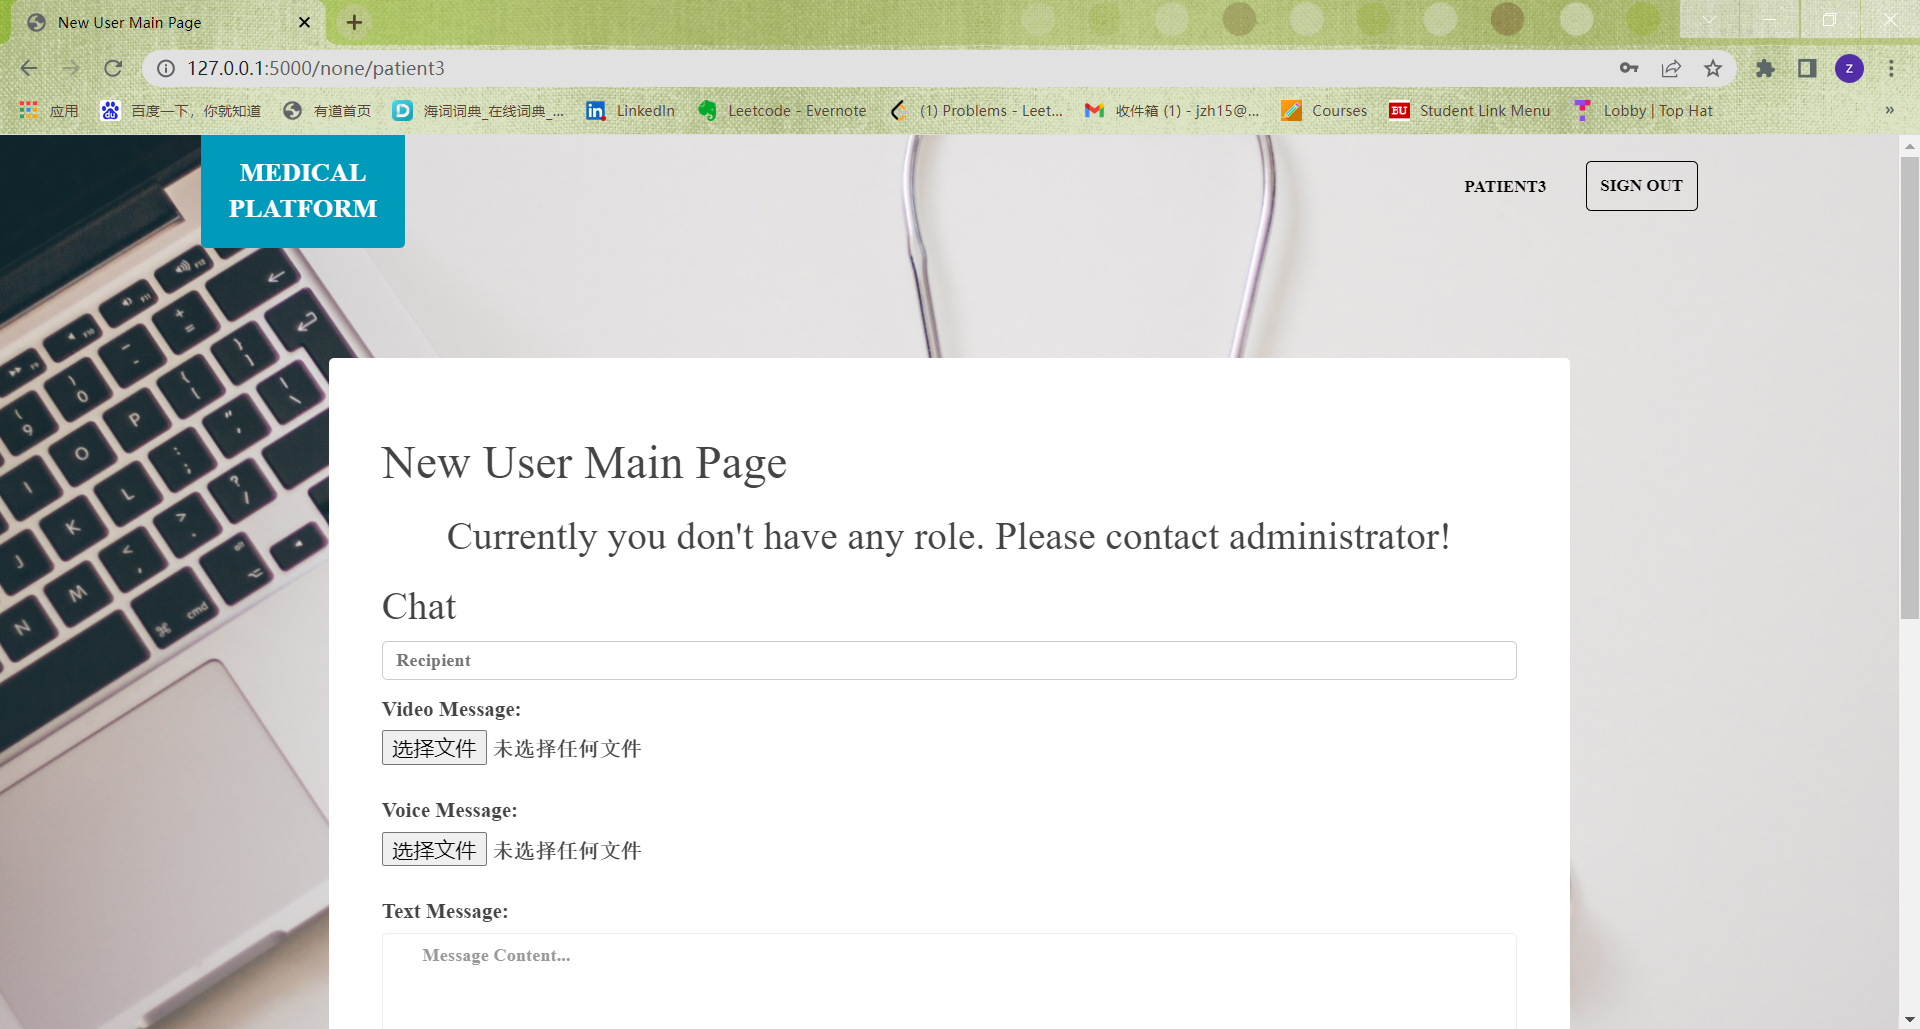 New User Main Page
127.0.0.1:5000/none/patient3
z
应用
百度一下，你就知道
有道首页
海词词典_在线词典_...
LinkedIn
Leetcode - Evernote
(1) Problems - Leet...
收件箱 (1) - jzh15@...
Courses
BU
Student Link Menu
Lobby | Top Hat
»
MEDICAL
PLATFORM
PATIENT3
SIGN OUT
New User Main Page
Currently you don't have any role. Please contact administrator!
Chat
Recipient
Video Message:
选择文件 未选择任何文件
Voice Message:
选择文件 未选择任何文件
Text Message:
Message Content...